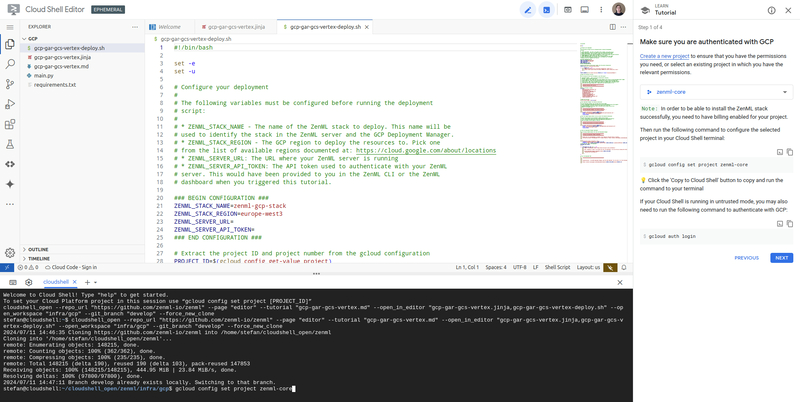 Cloud Shell Editor
EPHEMERAL
EXPLORER
GCP
gcp-gar-gcs-vertex-deploy.sh
gcp-gar-gcs-vertex.jinja
gcp-gar-gcs-vertex.md
main.py
requirements.txt
OUTLINE
TIMELINE
Welcome
gcp-gar-gcs-vertex.jinja
gcp-gar-gcs-vertex-deploy.sh
gcp-gar-gcs-vertex-deploy.sh
1 #!/bin/bash
2
3 set -e
4 set -u
5
6 # Configure your deployment
7 #
8 # The following variables must be configured before running the deployment
9 # script:
10 #
11 # * ZENML_STACK_NAME - The name of the ZenML stack to deploy. This name will be
12 # used to identify the stack in the ZenML server and the GCP Deployment Manager.
13 # * ZENML_STACK_REGION - The GCP region to deploy the resources to. Pick one
14 # from the list of available regions documented at: https://cloud.google.com/about/locations
15 # * ZENML_SERVER_URL: The URL where your ZenML server is running
16 # * ZENML_SERVER_API_TOKEN: The API token used to authenticate with your ZenML
17 # server. This would have been provided to you in the ZenML CLI or the ZenML
18 # dashboard when you triggered this tutorial.
19
20 ### BEGIN CONFIGURATION ###
21 ZENML_STACK_NAME=zenml-gcp-stack
22 ZENML_STACK_REGION=europe-west3
23 ZENML_SERVER_URL=
24 ZENML_SERVER_API_TOKEN=
25 ### END CONFIGURATION ###
26
27 # Extract the project ID and project number from the gcloud configuration
28 PROJECT_ID=$(gcloud config get-value project)
0 0 Cloud Code - Sign in
Ln 1, Col 1 Spaces: 4 UTF-8 LF Shell Script Layout: us
cloudshell
Welcome to Cloud Shell! Type "help" to get started.
To set your Cloud Platform project in this session use "gcloud config set project [PROJECT_ID]"
cloudshell_open --repo_url "https://github.com/zenml-io/zenml" --page "editor" --tutorial "gcp-gar-gcs-vertex.md" --open_in_editor "gcp-gar-gcs-vertex.jinja,gcp-gar-gcs-vertex-deploy.sh" --op
en_workspace "infra/gcp" --git_branch "develop" --force_new_clone
stefan@cloudshell:~$ cloudshell_open --repo_url "https://github.com/zenml-io/zenml" --page "editor" --tutorial "gcp-gar-gcs-vertex.md" --open_in_editor "gcp-gar-gcs-vertex.jinja,gcp-gar-gcs-v
ertex-deploy.sh" --open_workspace "infra/gcp" --git_branch "develop" --force_new_clone
2024/07/11 14:46:35 Cloning https://github.com/zenml-io/zenml into /home/stefan/cloudshell_open/zenml
Cloning into '/home/stefan/cloudshell_open/zenml'...
remote: Enumerating objects: 148215, done.
remote: Counting objects: 100% (362/362), done.
remote: Compressing objects: 100% (235/235), done.
remote: Total 148215 (delta 190), reused 190 (delta 103), pack-reused 147853
Receiving objects: 100% (148215/148215), 444.95 MiB | 23.84 MiB/s, done.
Resolving deltas: 100% (97800/97800), done.
2024/07/11 14:47:11 Branch develop already exists locally. Switching to that branch.
stefan@cloudshell:~/cloudshell_open/zenml/infra/gcp$ gcloud config set project zenml-core
LEARN
Tutorial
Step 1 of 4
Make sure you are authenticated with GCP
Create a new project to ensure that you have the permissions
you need, or select an existing project in which you have the
relevant permissions.
zenml-core
Note: In order to be able to install the ZenML stack
successfully, you need to have billing enabled for your project.
Then run the following command to configure the selected
project in your Cloud Shell terminal:
$ gcloud config set project zenml-core
Click the 'Copy to Cloud Shell' button to copy and run the
command to your terminal
If your Cloud Shell is running in untrusted mode, you may also
need to run the following command to authenticate with GCP:
$ gcloud auth login
PREVIOUS
NEXT